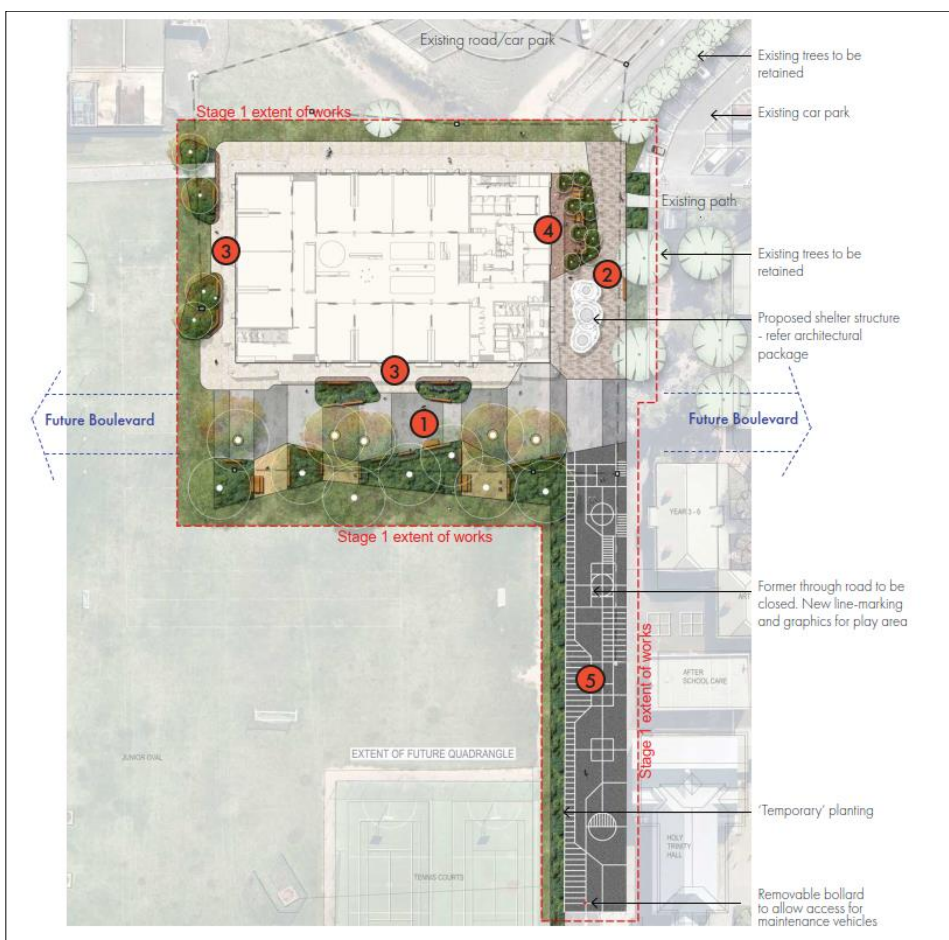 Existing road/car park
Existing trees to be
retained
Stage 1 extent of works
Existing car park
Existing path
4
3
2
Existing trees to be
retained
Proposed shelter structure
- refer architectural
package
3
Future Boulevard
1
Future Boulevard
YEAR 3 - 6
Stage 1 extent of works
Former through road to be
closed. New line-marking
and graphics for play area
ART
Stage 1 extent of works
5
AFTER
SCHOOL CARE
EXTENT OF FUTURE QUADRANGLE
JUNIOR OVAL
'Temporary' planting
HOLY
TRINITY
HALL
TENNIS COURTS
Removable bollard
to allow access for
maintenance vehicles